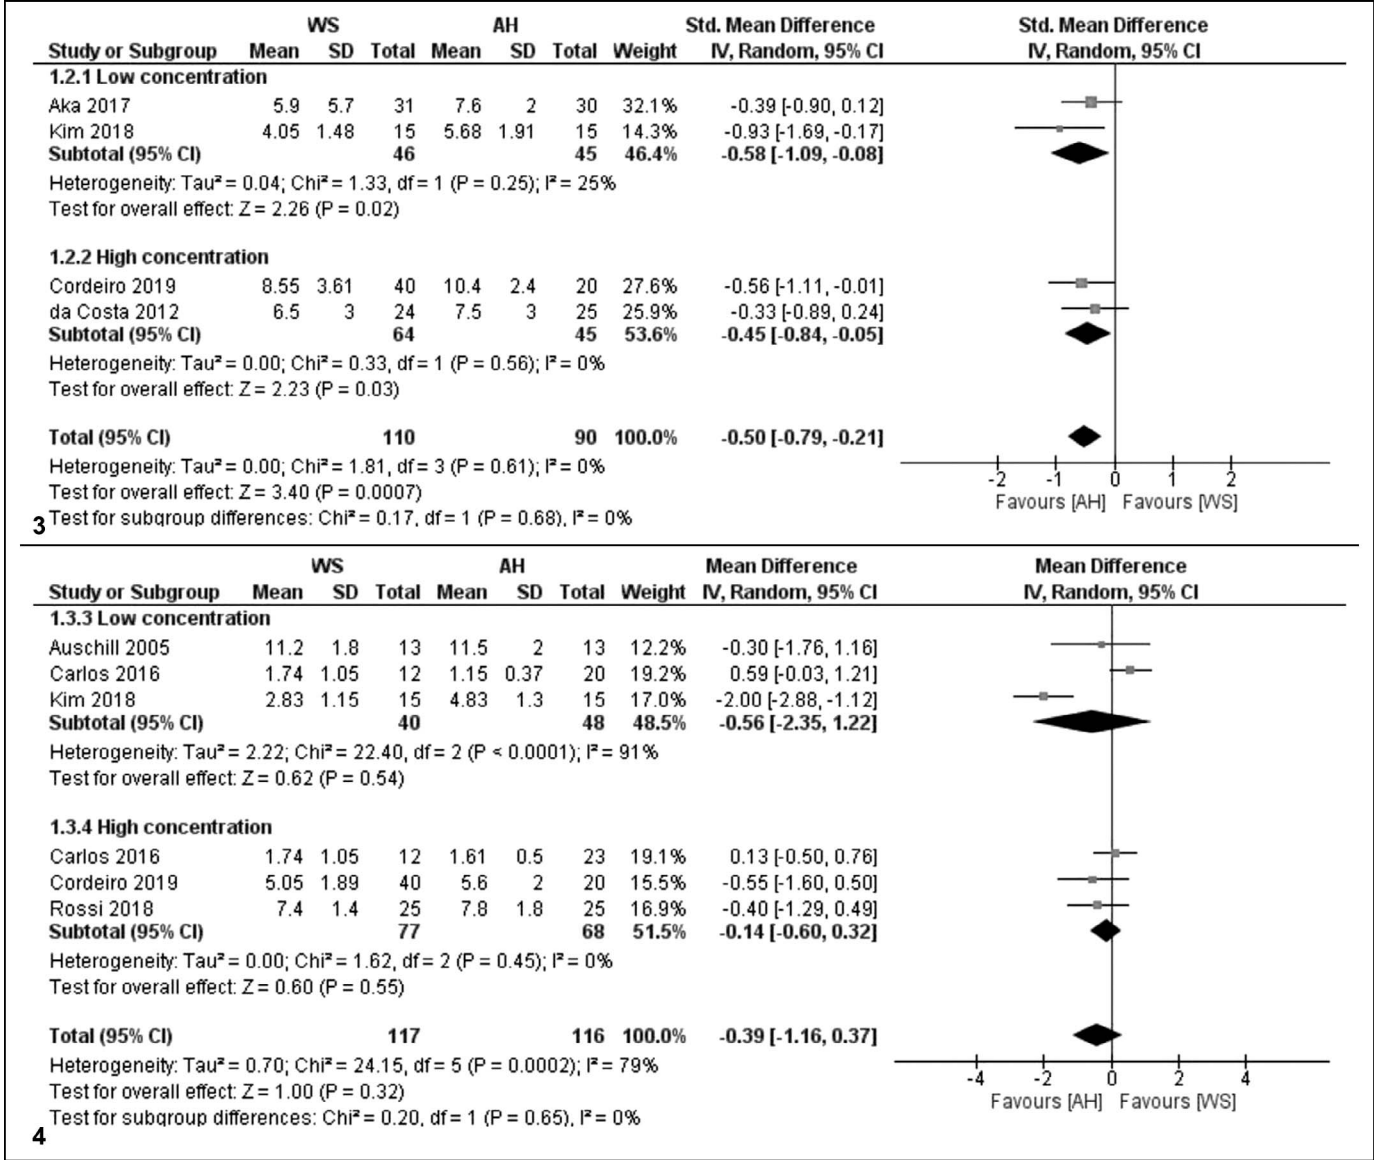 WS AH Std. Mean Difference Std. Mean Difference
Study or Subgroup Mean SD Total Mean SD Total Weight IV, Random, 95% CI IV, Random, 95% CI
1.2.1 Low concentration
Aka 2017 5.9 5.7 31 7.6 2 30 32.1% -0.39 [-0.90, 0.12]
Kim 2018 4.05 1.48 15 5.68 1.91 15 14.3% -0.93 [-1.69, -0.17]
Subtotal (95% CI) 46 45 46.4% -0.58 [-1.09, -0.08]
Heterogeneity: Tau² = 0.04; Chi² = 1.33, df = 1 (P = 0.25); I² = 25%
Test for overall effect: Z = 2.26 (P = 0.02)
1.2.2 High concentration
Cordeiro 2019 8.55 3.61 40 10.4 2.4 20 27.6% -0.56 [-1.11, -0.01]
da Costa 2012 6.5 3 24 7.5 3 25 25.9% -0.33 [-0.89, 0.24]
Subtotal (95% CI) 64 45 53.6% -0.45 [-0.84, -0.05]
Heterogeneity: Tau² = 0.00; Chi² = 0.33, df = 1 (P = 0.56); I² = 0%
Test for overall effect: Z = 2.23 (P = 0.03)
Total (95% CI) 110 90 100.0% -0.50 [-0.79, -0.21]
Heterogeneity: Tau² = 0.00; Chi² = 1.81, df = 3 (P = 0.61); I² = 0%
-2 -1 0 1 2
Test for overall effect: Z = 3.40 (P = 0.0007)
Favours [AH] Favours [WS]
3 Test for subgroup differences: Chi² = 0.17, df = 1 (P = 0.68), I² = 0%
WS AH Mean Difference Mean Difference
Study or Subgroup Mean SD Total Mean SD Total Weight IV, Random, 95% CI IV, Random, 95% CI
1.3.3 Low concentration
Auschill 2005 11.2 1.8 13 11.5 2 13 12.2% -0.30 [-1.76, 1.16]
Carlos 2016 1.74 1.05 12 1.15 0.37 20 19.2% 0.59 [-0.03, 1.21]
Kim 2018 2.83 1.15 15 4.83 1.3 15 17.0% -2.00 [-2.88, -1.12]
Subtotal (95% CI) 40 48 48.5% -0.56 [-2.35, 1.22]
Heterogeneity: Tau² = 2.22; Chi² = 22.40, df = 2 (P < 0.0001); I² = 91%
Test for overall effect: Z = 0.62 (P = 0.54)
1.3.4 High concentration
Carlos 2016 1.74 1.05 12 1.61 0.5 23 19.1% 0.13 [-0.50, 0.76]
Cordeiro 2019 5.05 1.89 40 5.6 2 20 15.5% -0.55 [-1.60, 0.50]
Rossi 2018 7.4 1.4 25 7.8 1.8 25 16.9% -0.40 [-1.29, 0.49]
Subtotal (95% CI) 77 68 51.5% -0.14 [-0.60, 0.32]
Heterogeneity: Tau² = 0.00; Chi² = 1.62, df = 2 (P = 0.45); I² = 0%
Test for overall effect: Z = 0.60 (P = 0.55)
Total (95% CI) 117 116 100.0% -0.39 [-1.16, 0.37]
Heterogeneity: Tau² = 0.70; Chi² = 24.15, df = 5 (P = 0.0002); I² = 79%
-4 -2 0 2 4
Test for overall effect: Z = 1.00 (P = 0.32)
Favours [AH] Favours [WS]
Test for subgroup differences: Chi² = 0.20, df = 1 (P = 0.65), I² = 0%
4